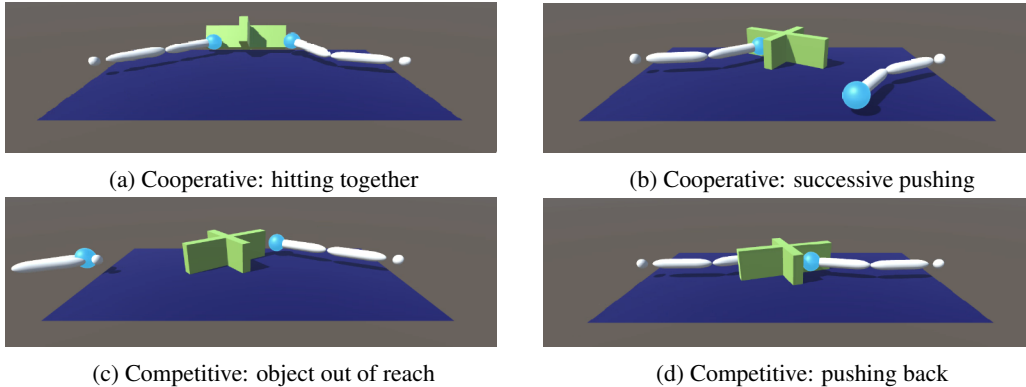 (a) Cooperative: hitting together
(b) Cooperative: successive pushing
(c) Competitive: object out of reach
(d) Competitive: pushing back